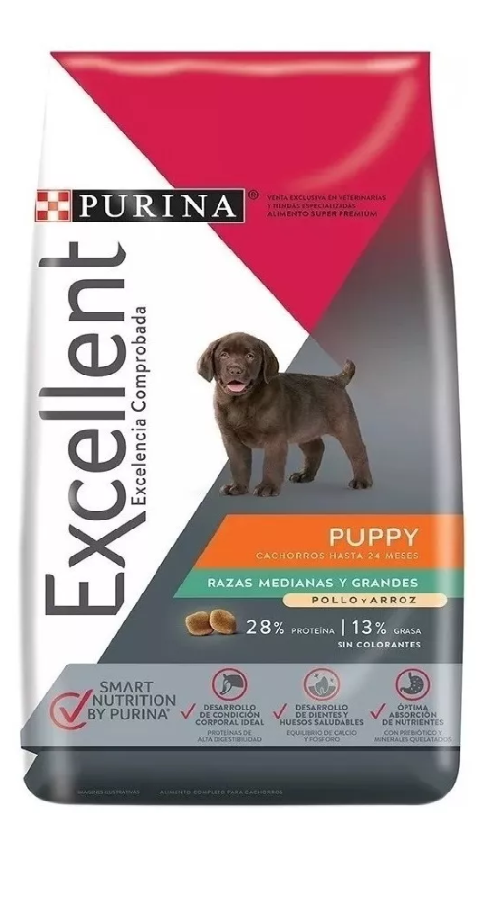 PURINA®
VENTA EXCLUSIVA EN VETERINARIAS
Y TIENDAS ESPECIALIZADAS
ALIMENTO SUPER PREMIUM
Excellent
Excelencia Comprobada
PUPPY
CACHORROS HASTA 24 MESES
RAZAS MEDIANAS Y GRANDES
POLLO Y ARROZ
28% PROTEÍNA | 13% GRASA
SIN COLORANTES
SMART
NUTRITION
BY PURINA®
DESARROLLO
DE CONDICIÓN
CORPORAL IDEAL
PROTEÍNAS DE
ALTA DIGESTIBILIDAD
DESARROLLO
DE DIENTES Y
HUESOS SALUDABLES
EQUILIBRIO DE CALCIO
Y FÓSFORO
ÓPTIMA
ABSORCIÓN
DE NUTRIENTES
CON PREBIÓTICO Y
MINERALES QUELATADOS
IMÁGENES ILUSTRATIVAS
ALIMENTO COMPLETO PARA CACHORROS